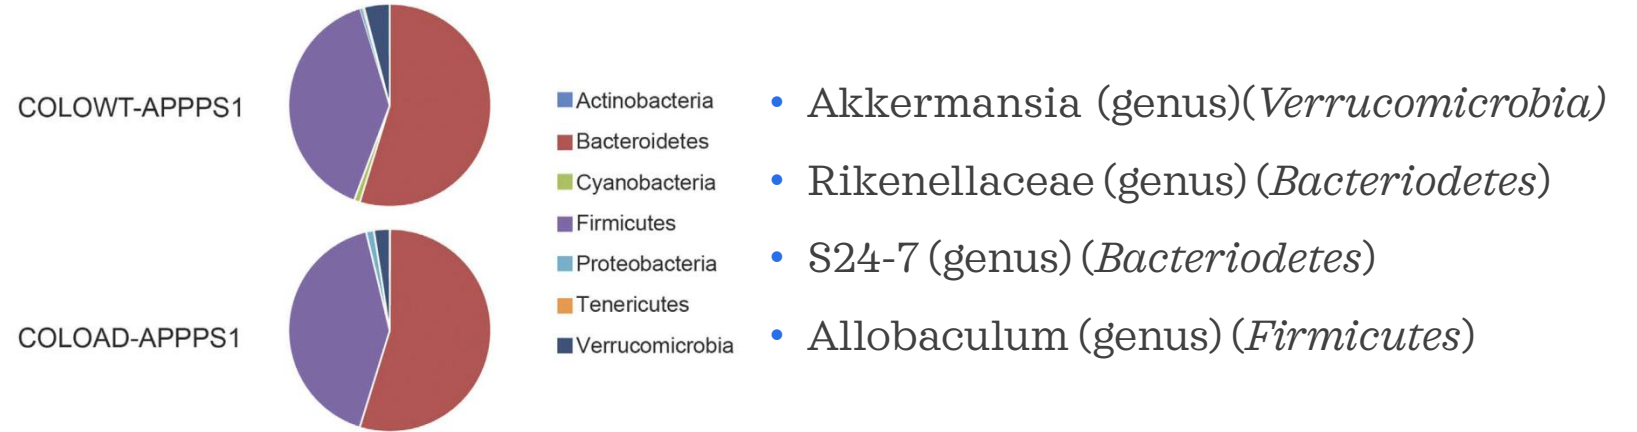 COLOWT-APPPS1
COLOAD-APPPS1
Actinobacteria
Bacteroidetes
Cyanobacteria
Firmicutes
Proteobacteria
Tenericutes
Verrucomicrobia
• Akkermansia (genus)(Verrucomicrobia)
• Rikenellaceae (genus) (Bacteriodetes)
• S24-7 (genus) (Bacteriodetes)
• Allobaculum (genus) (Firmicutes)